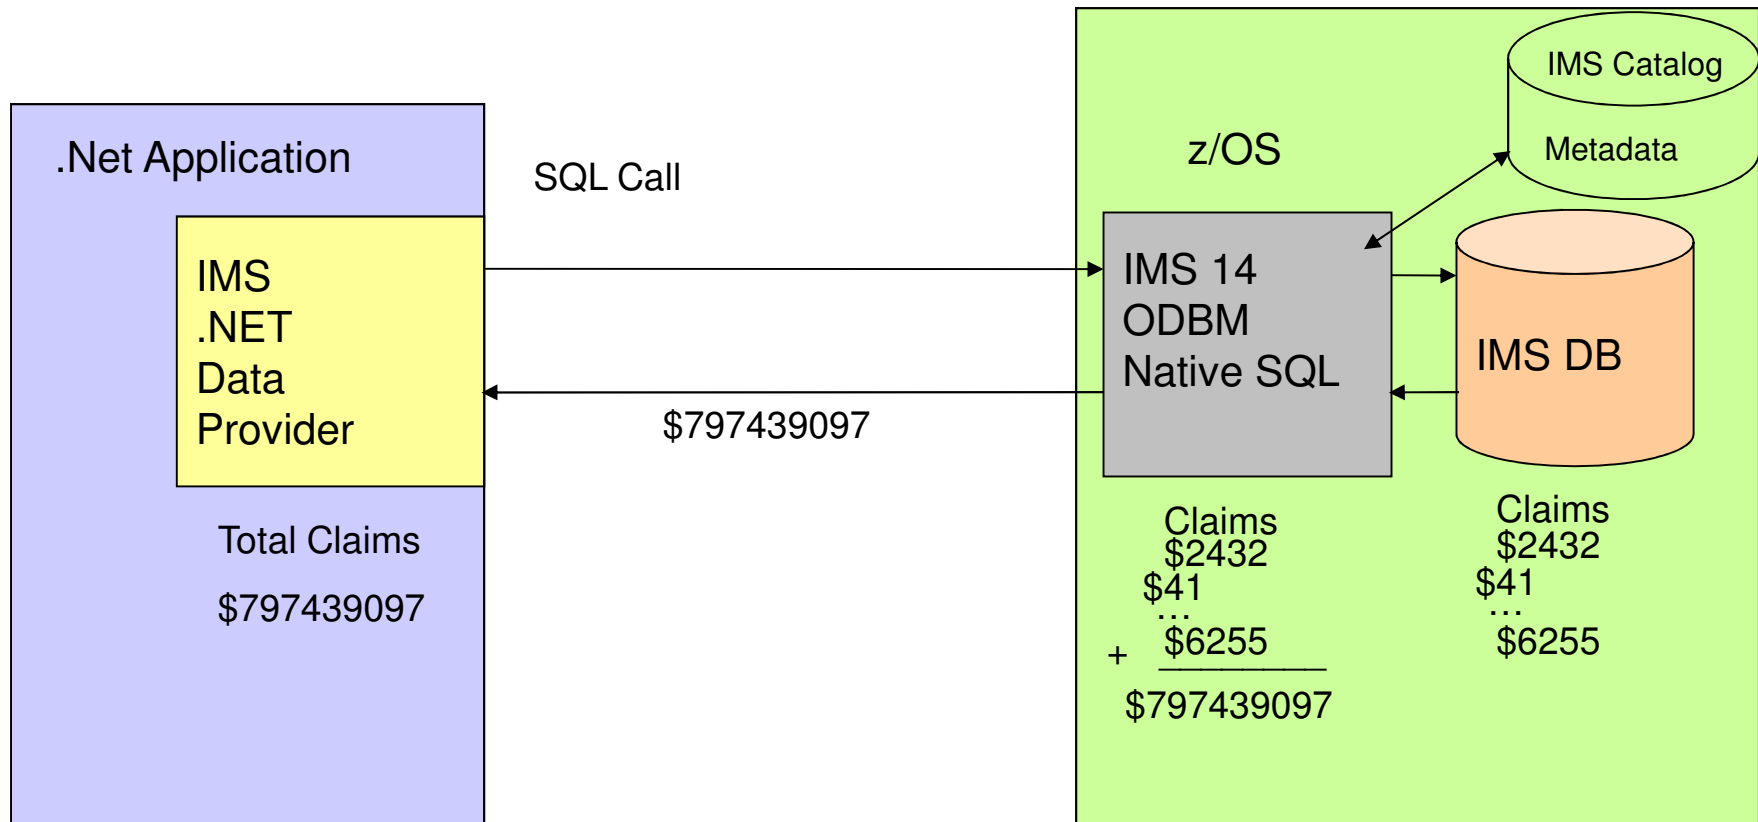 .Net Application
IMS
.NET
Data
Provider
Total Claims
$797439097
SQL Call
$797439097
z/OS
IMS Catalog
Metadata
IMS 14
ODBM
Native SQL
IMS DB
Claims
$2432
$41
...
+ $6255
$797439097
Claims
$2432
$41
...
$6255